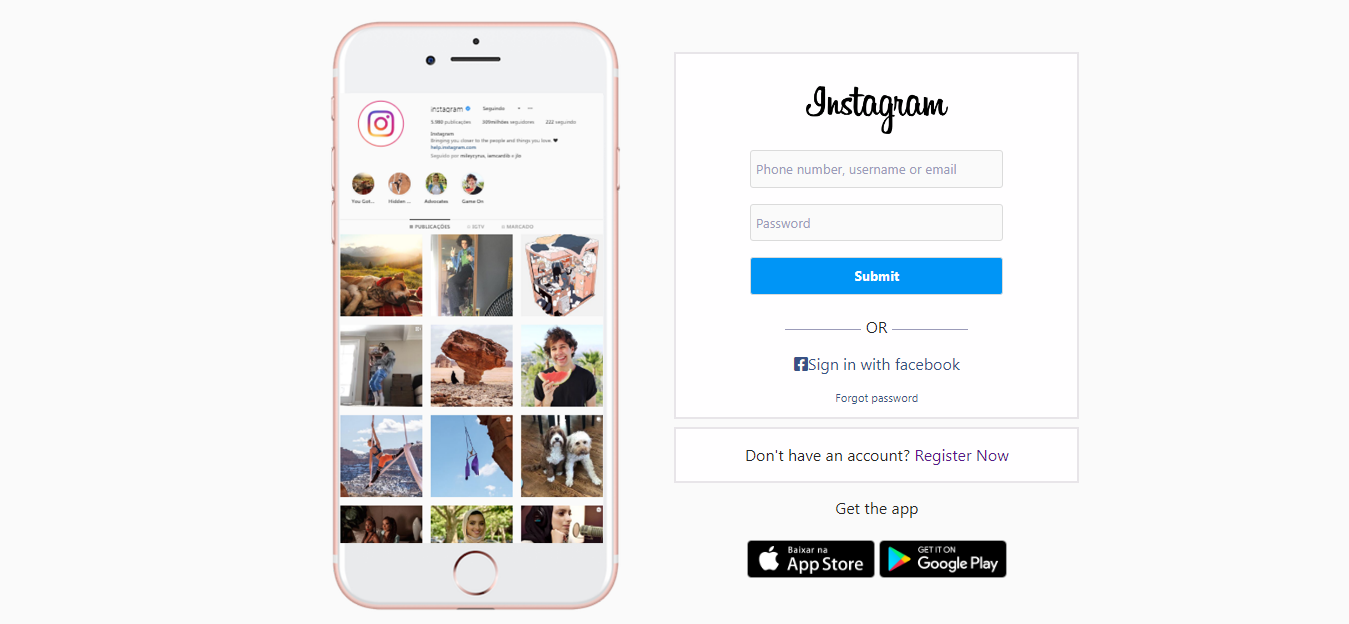 instagram Seguindo
5.980 publicações 222 seguindo
Instagram
Bringing you closer to the people and things you love. ❤
help.instagram.com
Seguido por mileycyrus, iamcardib e jlo
You Got... Hidden ... Advocates Game On
PUBLICAÇÕES IGTV MARCADO
Instagram
Phone number, username or email
Password
Submit
OR
Sign in with facebook
Forgot password
Don't have an account? Register Now
Get the app
Baixar na
App Store
GET IT ON
Google Play